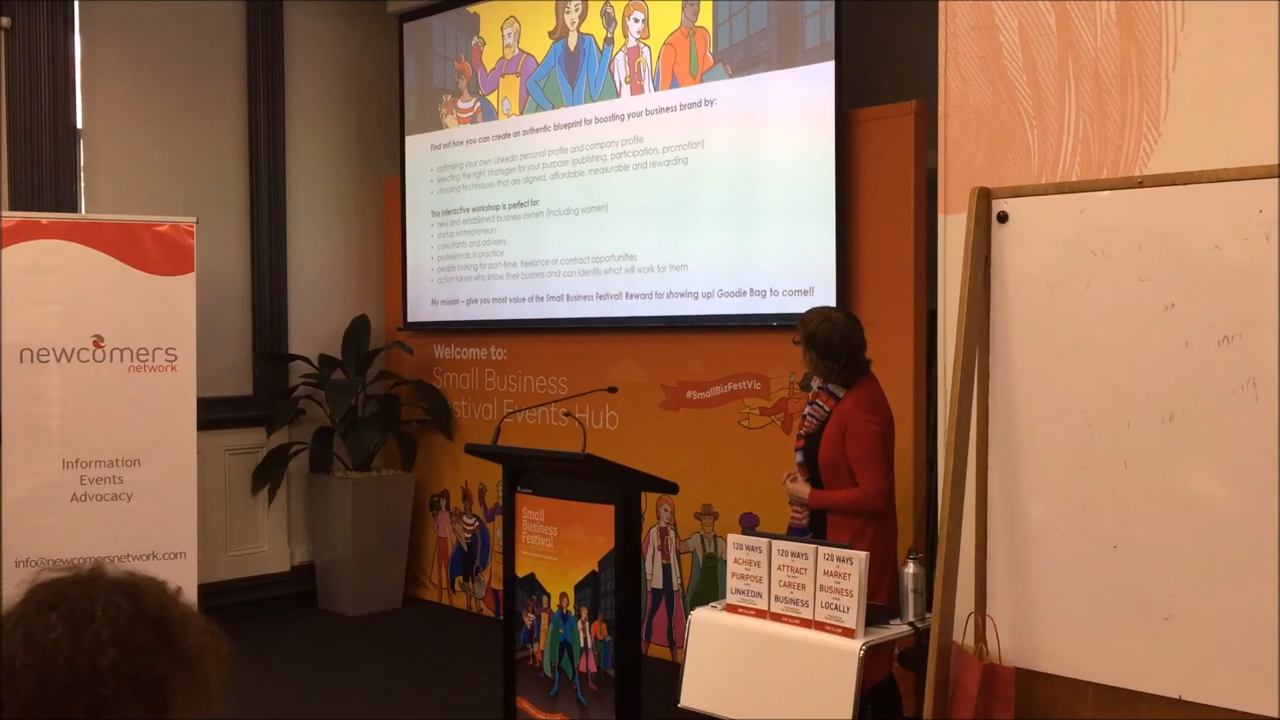 Find out how you can create an authentic blueprint for boosting your business brand by:
• optimising your own LinkedIn personal profile and company profile
• selecting the right strategies for your purpose (publishing, participation, promotion)
• choosing techniques that are aligned, affordable, measurable and rewarding
This interactive workshop is perfect for:
• new and established business owners (including women)
• startup entrepreneurs
• consultants and advisers
• professionals in practice
• people looking for part-time, freelance or contract opportunities
• action takers who know their business and can identify what will work for them
My mission – give you most value of the Small Business Festival! Reward for showing up! Goodie Bag to come!!
newcomers
network
Information
Events
Advocacy
info@newcomersnetwork.com
Welcome to:
Small Business
Festival Events Hub
#SmallBizFestVic
Small
Business
Festival
120 WAYS
TO
ACHIEVE
YOUR
PURPOSE
WITH
LINKEDIN
SUE ELLSON
120 WAYS
TO
ATTRACT
THE RIGHT
CAREER
OR
BUSINESS
SUE ELLSON
120 WAYS
TO
MARKET
YOUR
BUSINESS
HYPER
LOCALLY
SUE ELLSON